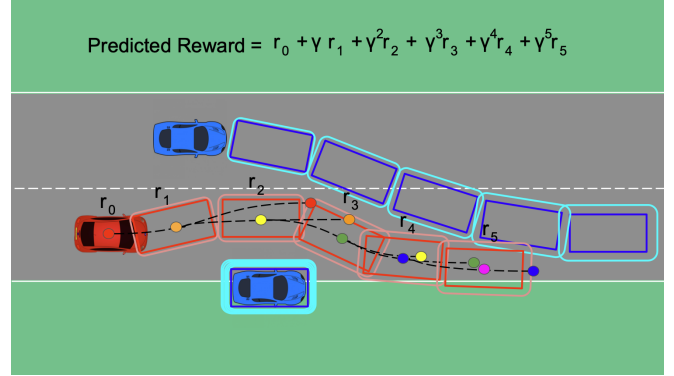 Predicted Reward = r₀ + γ r₁ + γ²r₂ + γ³r₃ + γ⁴r₄ + γ⁵r₅
r₀
r₁
r₂
r₃
r₄
r₅